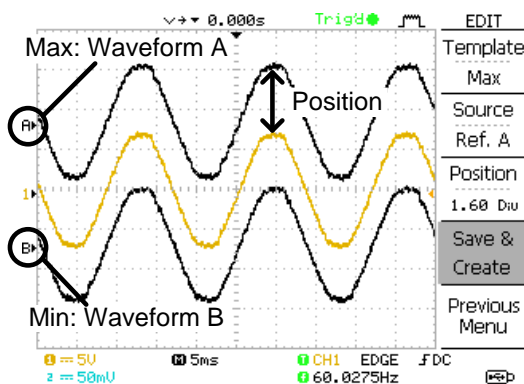 0.000s Trig'd EDIT
Max: Waveform A
Template
Max
Source
Ref. A
Position
1.60 Div
Save &
Create
Previous
Menu
A
Position
1
B
Min: Waveform B
1 5V M 5ms T CH1 EDGE DC
2 50mV f 60.0275Hz